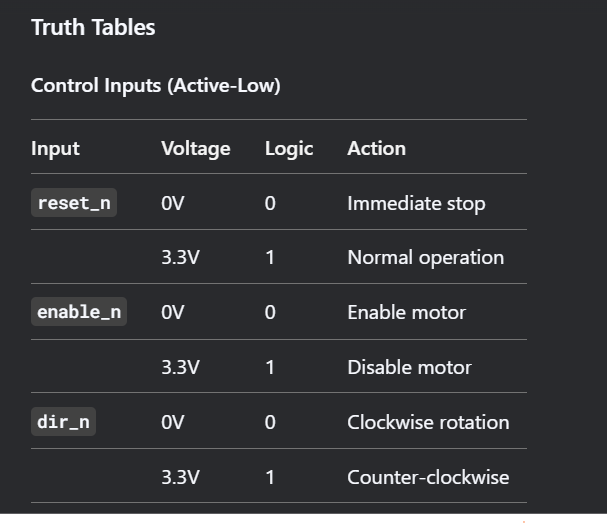 Truth Tables
Control Inputs (Active-Low)
Input Voltage Logic Action
reset_n 0V 0 Immediate stop
3.3V 1 Normal operation
enable_n 0V 0 Enable motor
3.3V 1 Disable motor
dir_n 0V 0 Clockwise rotation
3.3V 1 Counter-clockwise